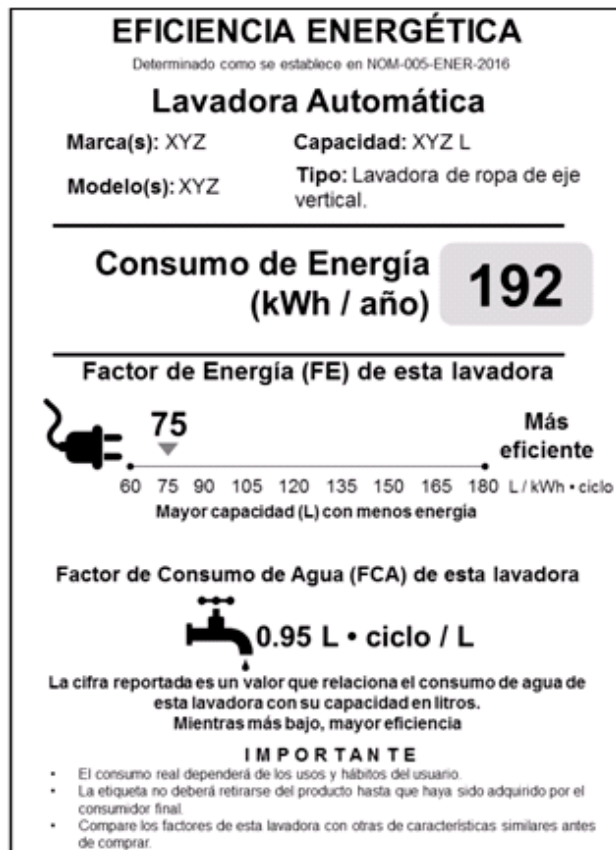 EFICIENCIA ENERGÉTICA
Determinado como se establece en NOM-005-ENER-2016
Lavadora Automática
Marca(s): XYZ Capacidad: XYZ L
Modelo(s): XYZ Tipo: Lavadora de ropa de eje
vertical.
Consumo de Energía
(kWh / año) 192
Factor de Energía (FE) de esta lavadora
75 Más
eficiente
60 75 90 105 120 135 150 165 180 L / kWh • ciclo
Mayor capacidad (L) con menos energía
Factor de Consumo de Agua (FCA) de esta lavadora
0.95 L • ciclo / L
La cifra reportada es un valor que relaciona el consumo de agua de
esta lavadora con su capacidad en litros.
Mientras más bajo, mayor eficiencia
I M P O R T A N T E
• El consumo real dependerá de los usos y hábitos del usuario.
• La etiqueta no deberá retirarse del producto hasta que haya sido adquirido por el
consumidor final.
• Compare los factores de esta lavadora con otras de características similares antes
de comprar.